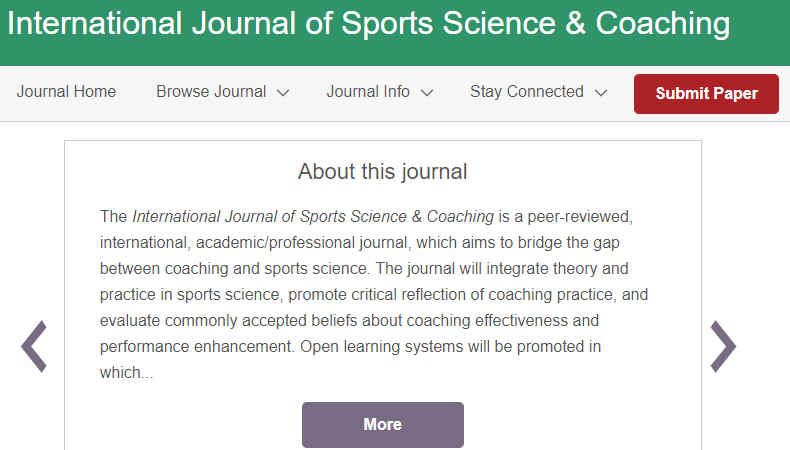 International Journal of Sports Science & Coaching
Journal Home Browse Journal Journal Info Stay Connected Submit Paper
About this journal
The International Journal of Sports Science & Coaching is a peer-reviewed,
international, academic/professional journal, which aims to bridge the gap
between coaching and sports science. The journal will integrate theory and
practice in sports science, promote critical reflection of coaching practice, and
evaluate commonly accepted beliefs about coaching effectiveness and
performance enhancement. Open learning systems will be promoted in
which...
More